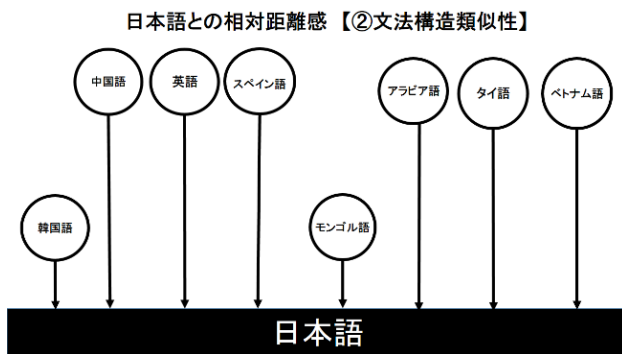 日本語との相対距離感 【②文法構造類似性】
中国語
英語
スペイン語
アラビア語
タイ語
ベトナム語
韓国語
モンゴル語
日本語